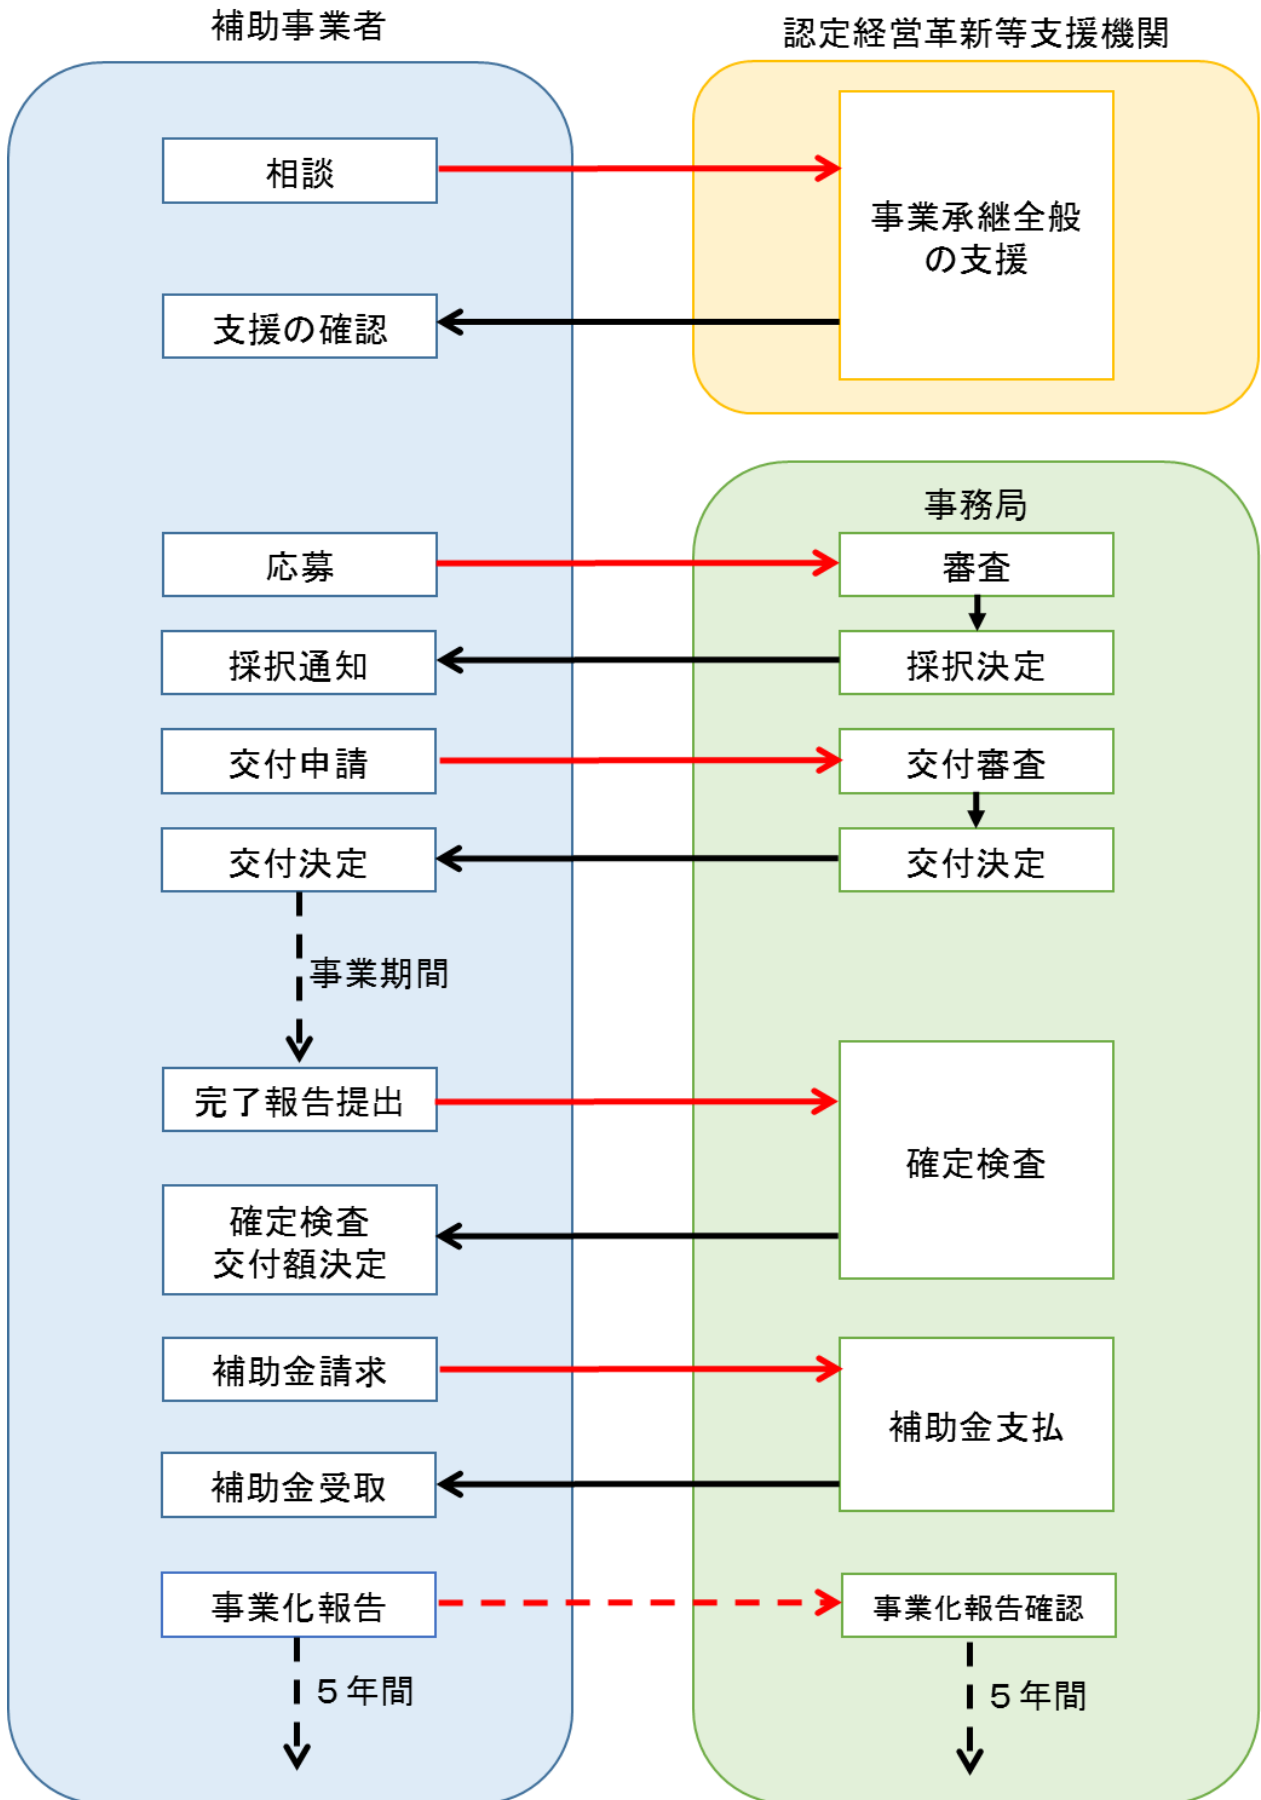 補助事業者
認定経営革新等支援機関
相談
事業承継全般
の支援
支援の確認
事務局
応募
審査
採択通知
採択決定
交付申請
交付審査
交付決定
交付決定
事業期間
完了報告提出
確定検査
確定検査
交付額決定
補助金請求
補助金支払
補助金受取
事業化報告
事業化報告確認
５年間
５年間